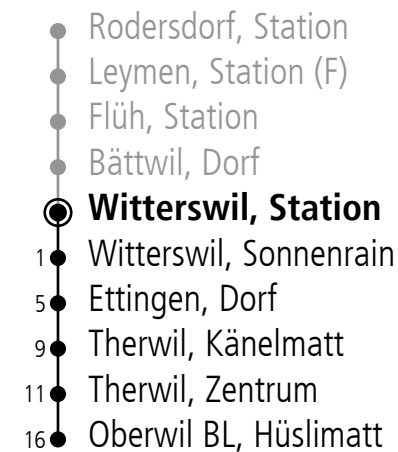 Rodersdorf, Station
Leymen, Station (F)
Flüh, Station
Bättwil, Dorf
Witterswil, Station
1 Witterswil, Sonnenrain
5 Ettingen, Dorf
9 Therwil, Känelmatt
11 Therwil, Zentrum
16 Oberwil BL, Hüslimatt